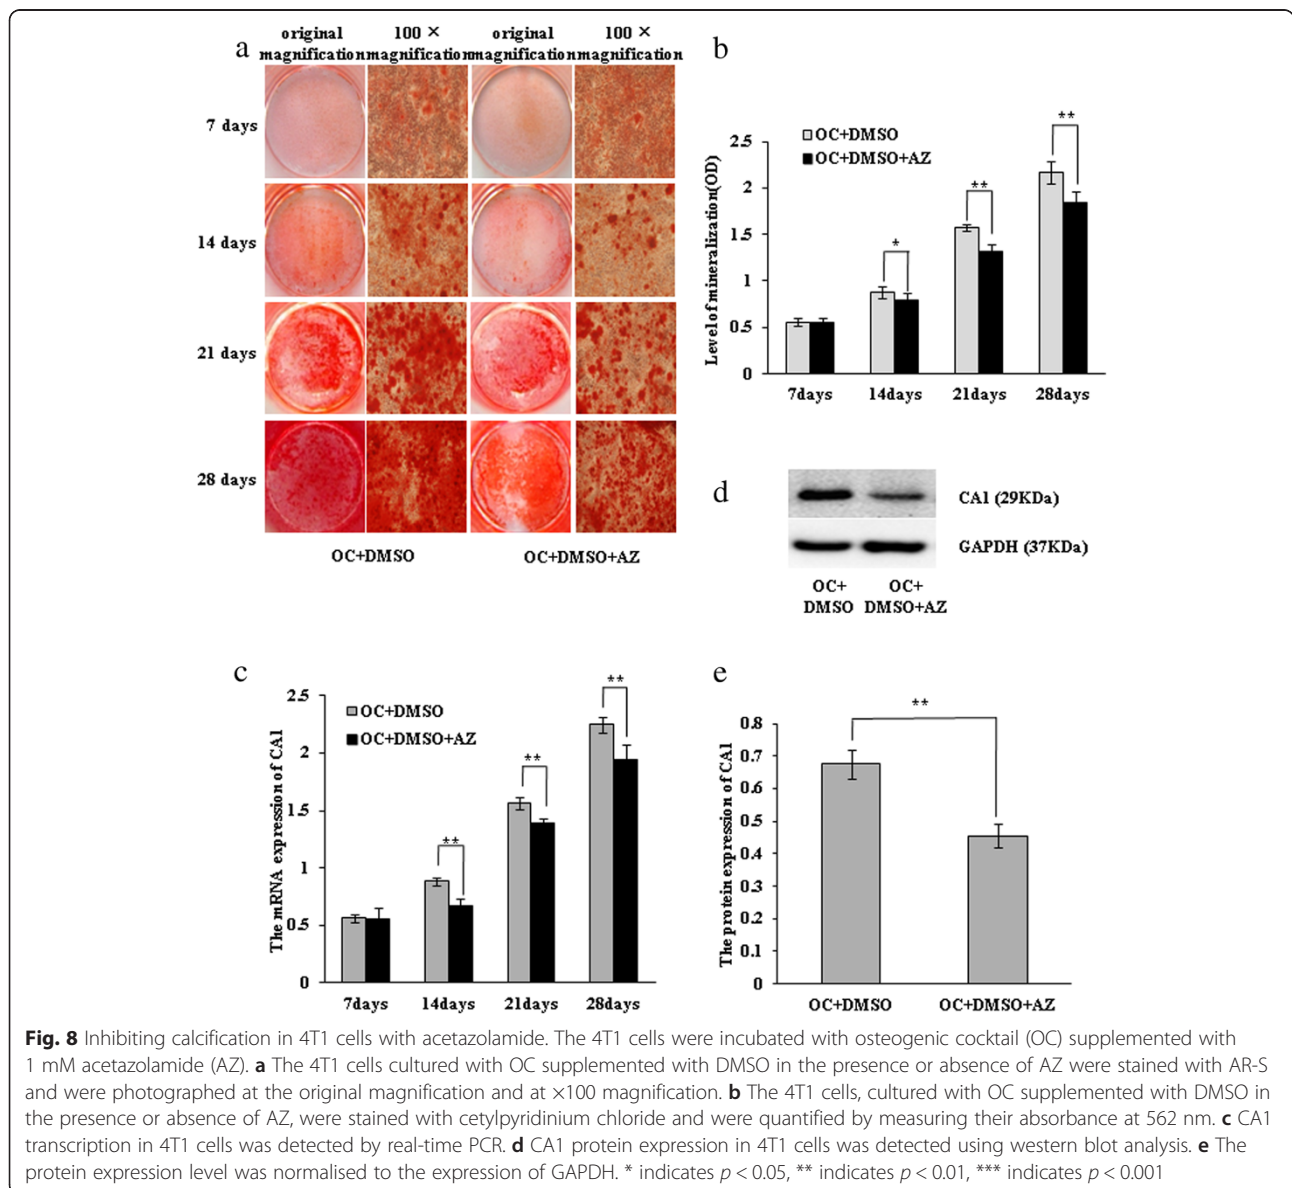 a
original
magnification
100 ×
magnification
original
magnification
100 ×
magnification
7 days
14 days
21 days
28 days
OC+DMSO
OC+DMSO+AZ
b
Level of mineralization(OD)
2.5
2
1.5
1
0.5
0
OC+DMSO
OC+DMSO+AZ
*
**
**
7days
14days
21days
28days
d
CA1 (29KDa)
GAPDH (37KDa)
OC+
DMSO
OC+
DMSO+AZ
c
The mRNA expression of CA1
2.5
2
1.5
1
0.5
0
OC+DMSO
OC+DMSO+AZ
**
**
**
7days
14days
21days
28days
e
The protein expression of CA1
0.8
0.7
0.6
0.5
0.4
0.3
0.2
0.1
0
**
OC+DMSO
OC+DMSO+AZ
Fig. 8 Inhibiting calcification in 4T1 cells with acetazolamide. The 4T1 cells were incubated with osteogenic cocktail (OC) supplemented with
1 mM acetazolamide (AZ). a The 4T1 cells cultured with OC supplemented with DMSO in the presence or absence of AZ were stained with AR-S
and were photographed at the original magnification and at ×100 magnification. b The 4T1 cells, cultured with OC supplemented with DMSO in
the presence or absence of AZ, were stained with cetylpyridinium chloride and were quantified by measuring their absorbance at 562 nm. c CA1
transcription in 4T1 cells was detected by real-time PCR. d CA1 protein expression in 4T1 cells was detected using western blot analysis. e The
protein expression level was normalised to the expression of GAPDH. * indicates p < 0.05, ** indicates p < 0.01, *** indicates p < 0.001